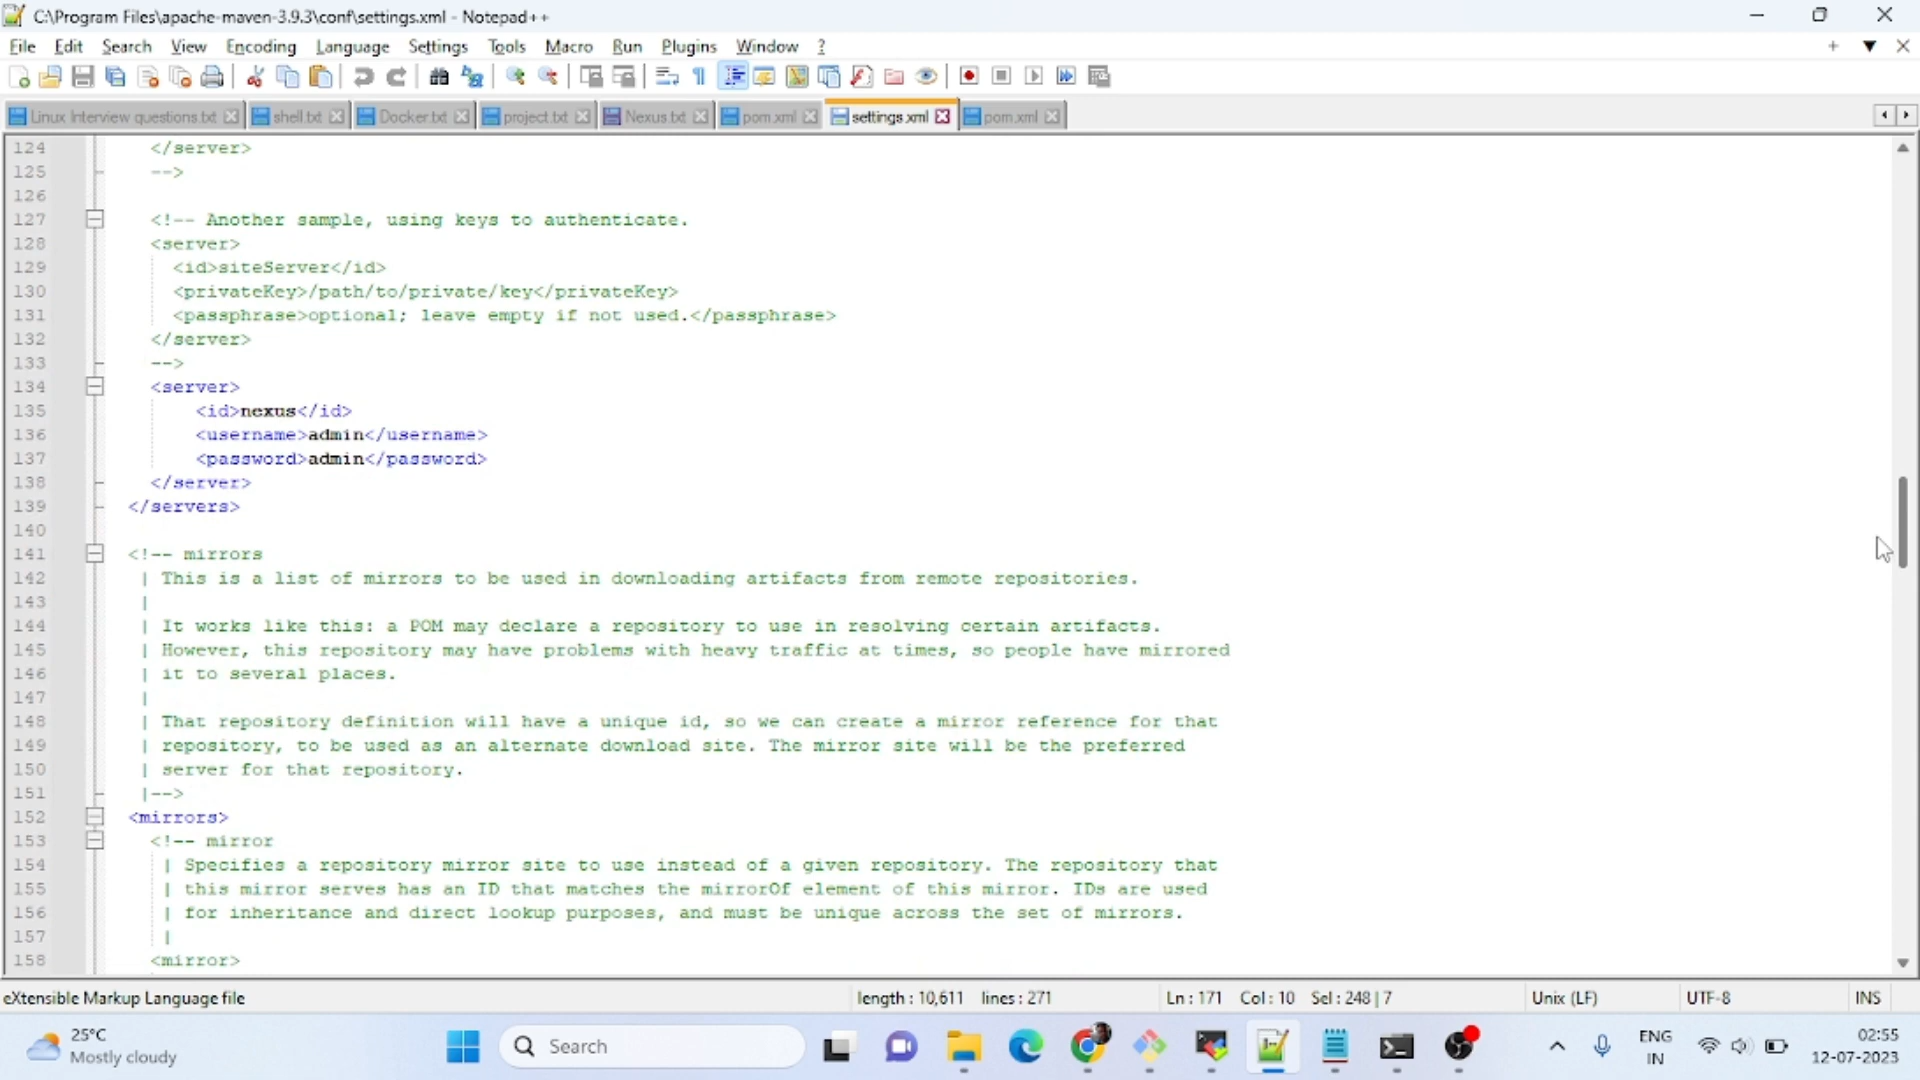 C:\Program Files\apache-maven-3.9.3\conf\settings.xml - Notepad++
File Edit Search View Encoding Language Settings Tools Macro Run Plugins Window ?
Linux Interview questions.txt shell.txt Docker.txt project.txt Nexus.txt pom.xml settings.xml pom.xml
124 </server>
125 -->
126
127 <!-- Another sample, using keys to authenticate.
128 <server>
129 <id>siteServer</id>
130 <privateKey>/path/to/private/key</privateKey>
131 <passphrase>optional; leave empty if not used.</passphrase>
132 </server>
133 -->
134 <server>
135 <id>nexus</id>
136 <username>admin</username>
137 <password>admin</password>
138 </server>
139 </servers>
140
141 <!-- mirrors
142 | This is a list of mirrors to be used in downloading artifacts from remote repositories.
143 |
144 | It works like this: a POM may declare a repository to use in resolving certain artifacts.
145 | However, this repository may have problems with heavy traffic at times, so people have mirrored
146 | it to several places.
147 |
148 | That repository definition will have a unique id, so we can create a mirror reference for that
149 | repository, to be used as an alternate download site. The mirror site will be the preferred
150 | server for that repository.
151 |-->
152 <mirrors>
153 <!-- mirror
154 | Specifies a repository mirror site to use instead of a given repository. The repository that
155 | this mirror serves has an ID that matches the mirrorOf element of this mirror. IDs are used
156 | for inheritance and direct lookup purposes, and must be unique across the set of mirrors.
157 |
158 <mirror>
eXtensible Markup Language file length : 10,611 lines : 271 Ln : 171 Col : 10 Sel : 248 | 7 Unix (LF) UTF-8 INS
25°C
Mostly cloudy
Search
ENG
IN
02:55
12-07-2023